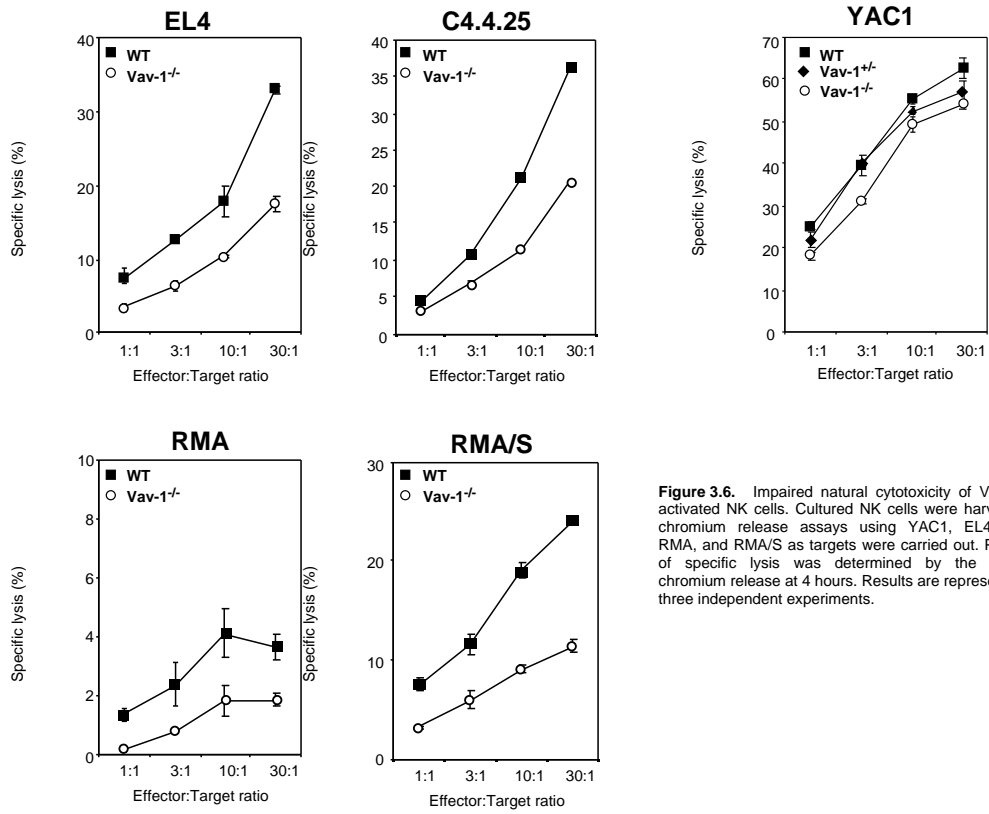 EL4
40
30
20
10
0
Specific lysis (%)
WT
Vav-1-/-
1:1 3:1 10:1 30:1
Effector:Target ratio
C4.4.25
40
35
30
25
20
15
10
5
0
Specific lysis (%)
WT
Vav-1-/-
1:1 3:1 10:1 30:1
Effector:Target ratio
YAC1
70
60
50
40
30
20
10
0
Specific lysis (%)
WT
Vav-1+/-
Vav-1-/-
1:1 3:1 10:1 30:1
Effector:Target ratio
RMA
10
8
6
4
2
0
Specific lysis (%)
WT
Vav-1-/-
1:1 3:1 10:1 30:1
Effector:Target ratio
RMA/S
30
20
10
0
Specific lysis (%)
WT
Vav-1-/-
1:1 3:1 10:1 30:1
Effector:Target ratio
Figure 3.6. Impaired natural cytotoxicity of V
activated NK cells. Cultured NK cells were harv
chromium release assays using YAC1, EL4
RMA, and RMA/S as targets were carried out. F
of specific lysis was determined by the
chromium release at 4 hours. Results are represe
three independent experiments.